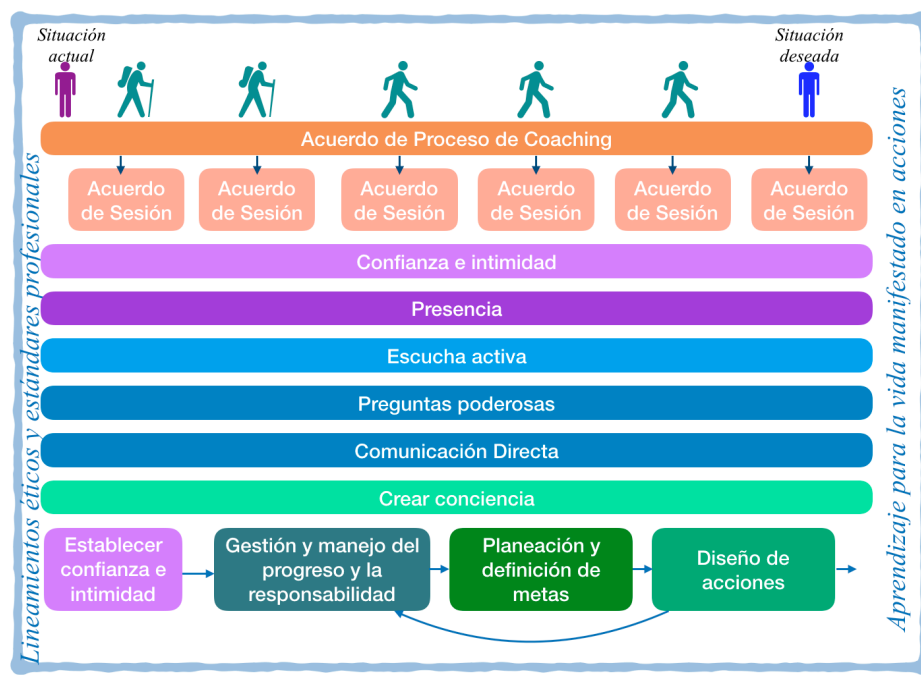 Situación
actual
Situación
deseada
Acuerdo de Proceso de Coaching
Acuerdo
de Sesión
Acuerdo
de Sesión
Acuerdo
de Sesión
Acuerdo
de Sesión
Acuerdo
de Sesión
Acuerdo
de Sesión
Confianza e intimidad
Presencia
Escucha activa
Preguntas poderosas
Comunicación Directa
Crear conciencia
Establecer
confianza e
intimidad
Gestión y manejo del
progreso y la
responsabilidad
Planeación y
definición de
metas
Diseño de
acciones
Lineamientos éticos y estándares profesionales
Aprendizaje para la vida manifestado en acciones